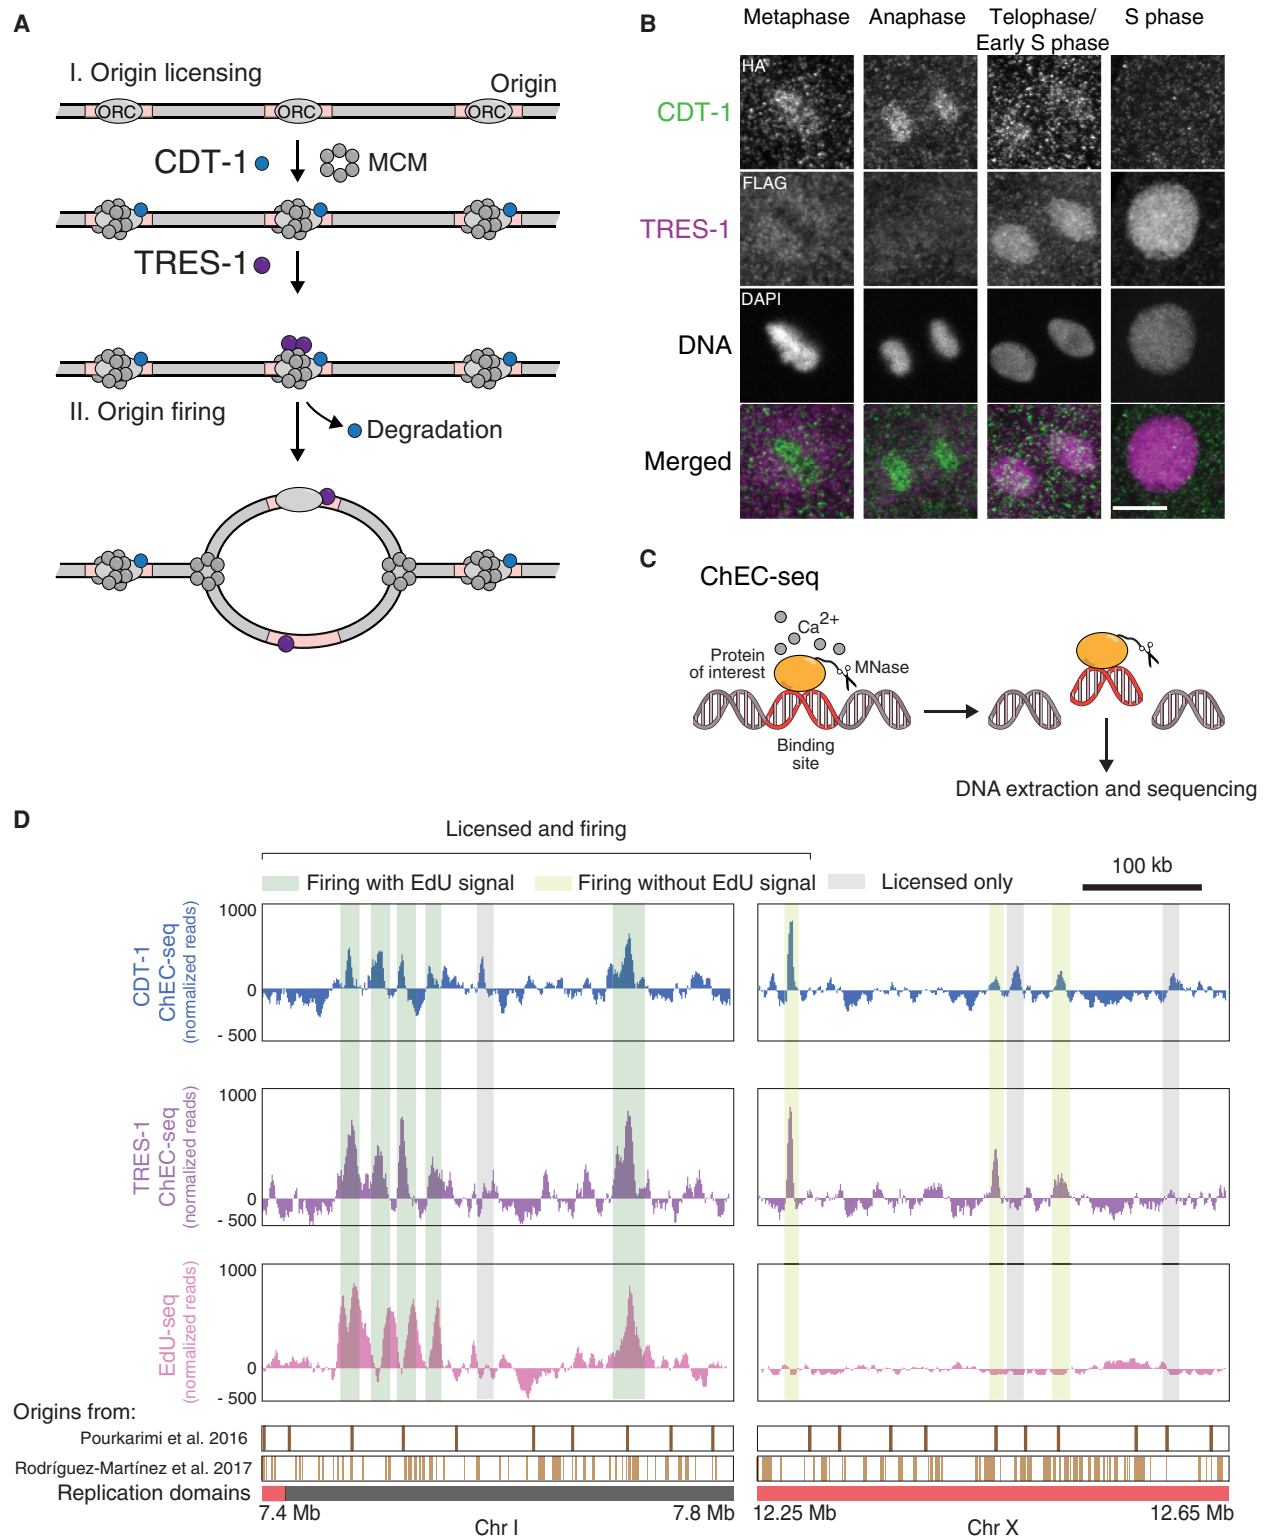 A
I. Origin licensing
Origin
ORC
ORC
ORC
CDT-1
MCM
TRES-1
II. Origin firing
Degradation
B
Metaphase
Anaphase
Telophase/
Early S phase
S phase
HA
CDT-1
FLAG
TRES-1
DAPI
DNA
Merged
C
ChEC-seq
Ca2+
Protein
of interest
MNase
Binding
site
DNA extraction and sequencing
D
Licensed and firing
100 kb
Firing with EdU signal
Firing without EdU signal
Licensed only
CDT-1
ChEC-seq
(normalized reads)
1000
0
- 500
TRES-1
ChEC-seq
(normalized reads)
1000
0
- 500
EdU-seq
(normalized reads)
1000
0
- 500
Origins from:
Pourkarimi et al. 2016
Rodríguez-Martínez et al. 2017
Replication domains
7.4 Mb
Chr I
7.8 Mb
12.25 Mb
Chr X
12.65 Mb